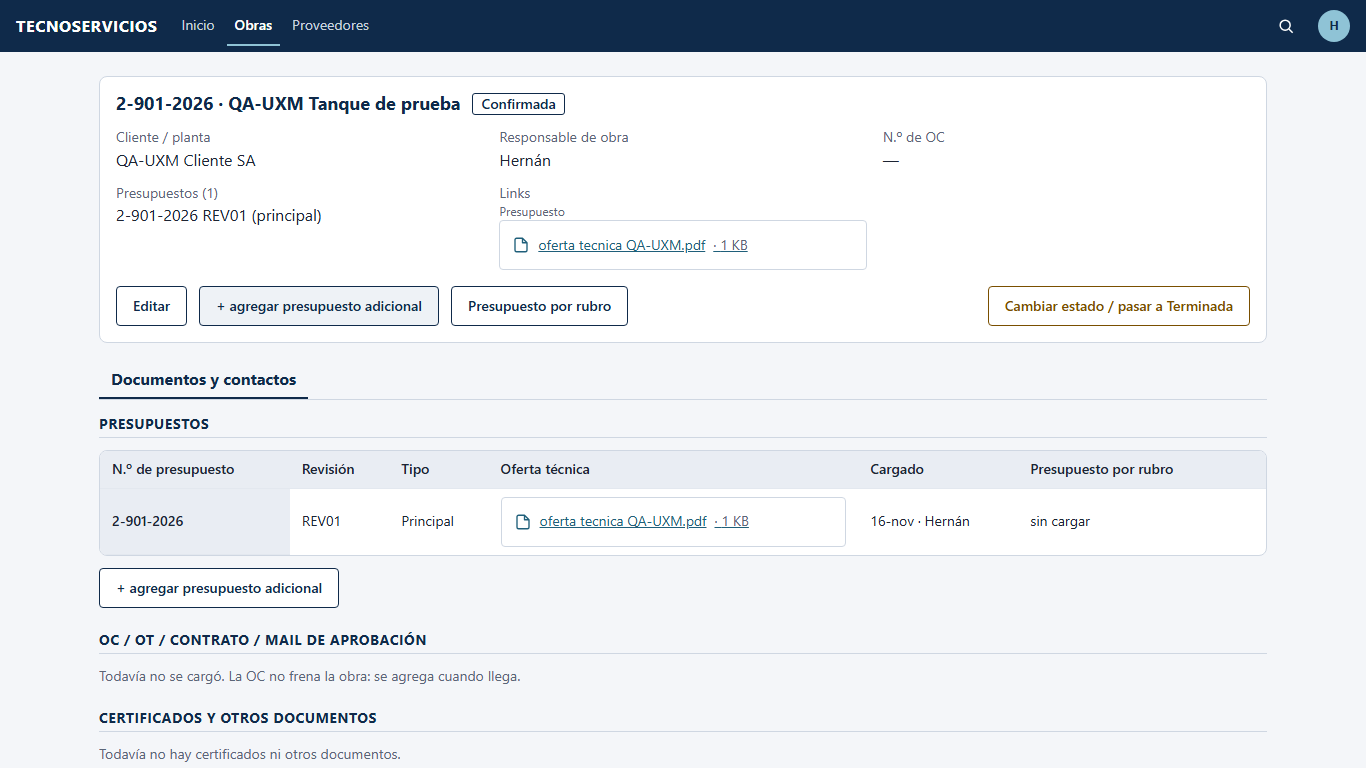 TECNOSERVICIOS Inicio Obras Proveedores H
2-901-2026 · QA-UXM Tanque de prueba Confirmada
Cliente / planta Responsable de obra N.º de OC
QA-UXM Cliente SA Hernán —
Presupuestos (1) Links
2-901-2026 REV01 (principal) Presupuesto
oferta tecnica QA-UXM.pdf · 1 KB
Editar + agregar presupuesto adicional Presupuesto por rubro Cambiar estado / pasar a Terminada
Documentos y contactos
PRESUPUESTOS
N.º de presupuesto Revisión Tipo Oferta técnica Cargado Presupuesto por rubro
2-901-2026 REV01 Principal oferta tecnica QA-UXM.pdf · 1 KB 16-nov · Hernán sin cargar
+ agregar presupuesto adicional
OC / OT / CONTRATO / MAIL DE APROBACIÓN
Todavía no se cargó. La OC no frena la obra: se agrega cuando llega.
CERTIFICADOS Y OTROS DOCUMENTOS
Todavía no hay certificados ni otros documentos.